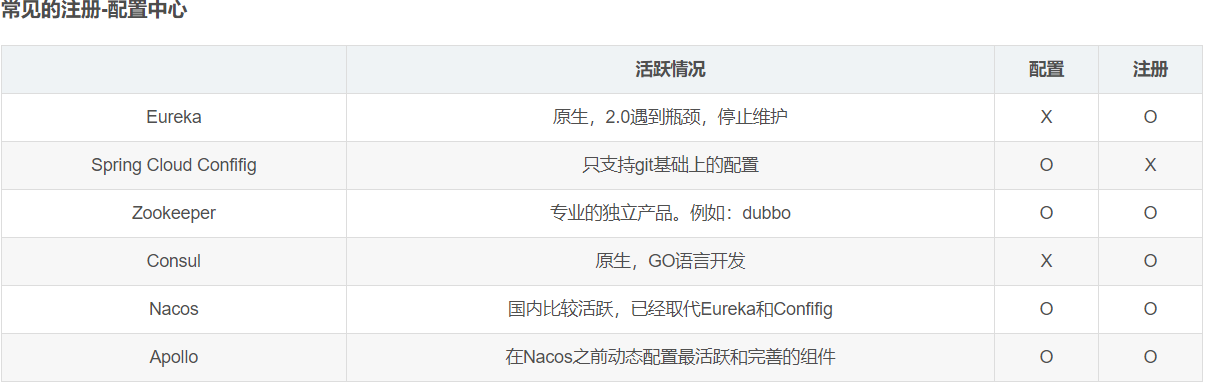 常见的注册-配置中心
活跃情况 配置 注册
Eureka 原生，2.0遇到瓶颈，停止维护 X O
Spring Cloud Confifig 只支持git基础上的配置 O X
Zookeeper 专业的独立产品。例如：dubbo O O
Consul 原生，GO语言开发 X O
Nacos 国内比较活跃，已经取代Eureka和Confifig O O
Apollo 在Nacos之前动态配置最活跃和完善的组件 O O